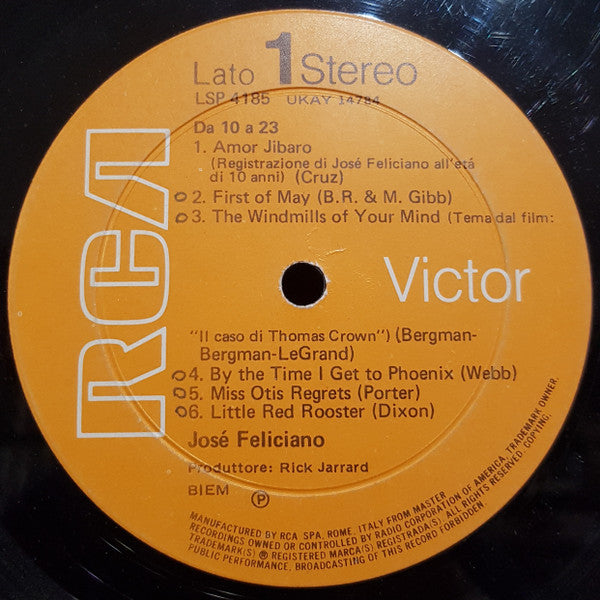 Lato 1 Stereo
LSP 4185 UKAY 14784
Da 10 a 23
1. Amor Jibaro
(Registrazione di José Feliciano all'etá
di 10 anni) (Cruz)
2. First of May (B.R. & M. Gibb)
3. The Windmills of Your Mind (Tema dal film:
RCA
Victor
"Il caso di Thomas Crown") (Bergman-
Bergman-LeGrand)
4. By the Time I Get to Phoenix (Webb)
5. Miss Otis Regrets (Porter)
6. Little Red Rooster (Dixon)
José Feliciano
Produttore: Rick Jarrard
BIEM Ⓟ
MANUFACTURED BY RCA SPA, ROME, ITALY FROM MASTER
RECORDINGS OWNED OR CONTROLLED BY RADIO CORPORATION OF AMERICA, TRADEMARK OWNER.
TRADEMARK(S) ® REGISTERED MARCA(S) REGISTRADA(S). ALL RIGHTS RESERVED. COPYING,
PUBLIC PERFORMANCE, BROADCASTING OF THIS RECORD FORBIDDEN